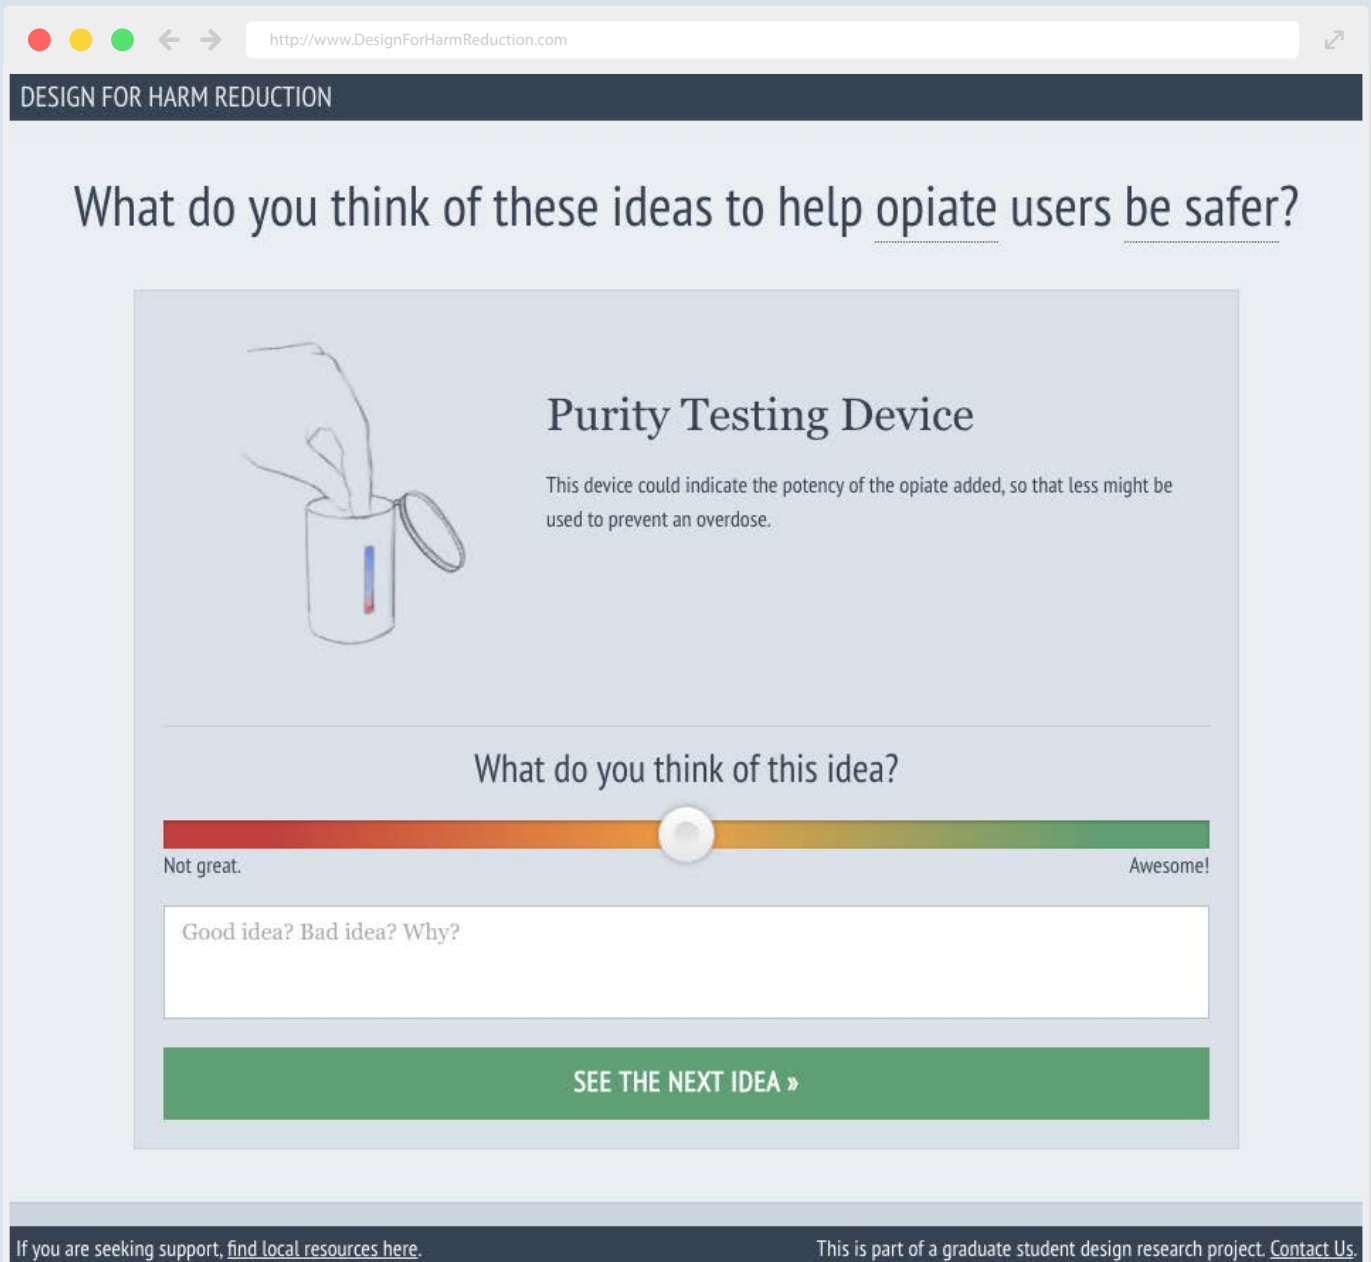 http://www.DesignForHarmReduction.com
DESIGN FOR HARM REDUCTION
What do you think of these ideas to help opiate users be safer?
Purity Testing Device
This device could indicate the potency of the opiate added, so that less might be
used to prevent an overdose.
What do you think of this idea?
Not great.
Awesome!
Good idea? Bad idea? Why?
SEE THE NEXT IDEA »
If you are seeking support, find local resources here.
This is part of a graduate student design research project. Contact Us.